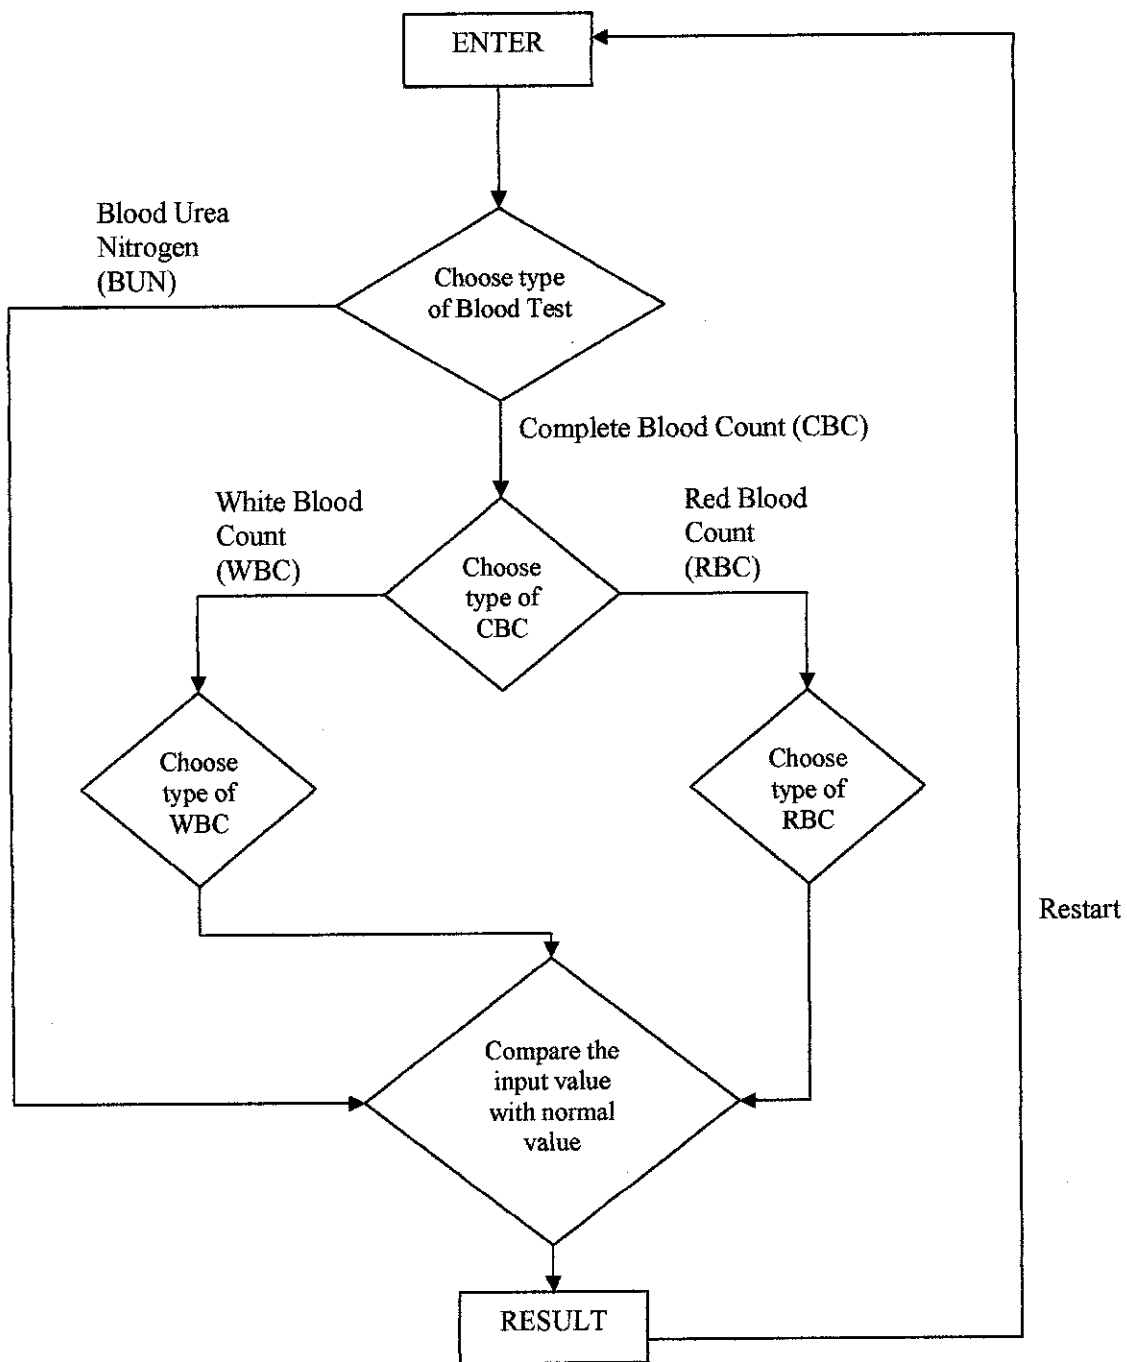 ENTER
Blood Urea
Nitrogen
(BUN)
Choose type
of Blood Test
Complete Blood Count (CBC)
White Blood
Count
(WBC)
Red Blood
Count
(RBC)
Choose
type of
CBC
Choose
type of
WBC
Choose
type of
RBC
Restart
Compare the
input value
with normal
value
RESULT